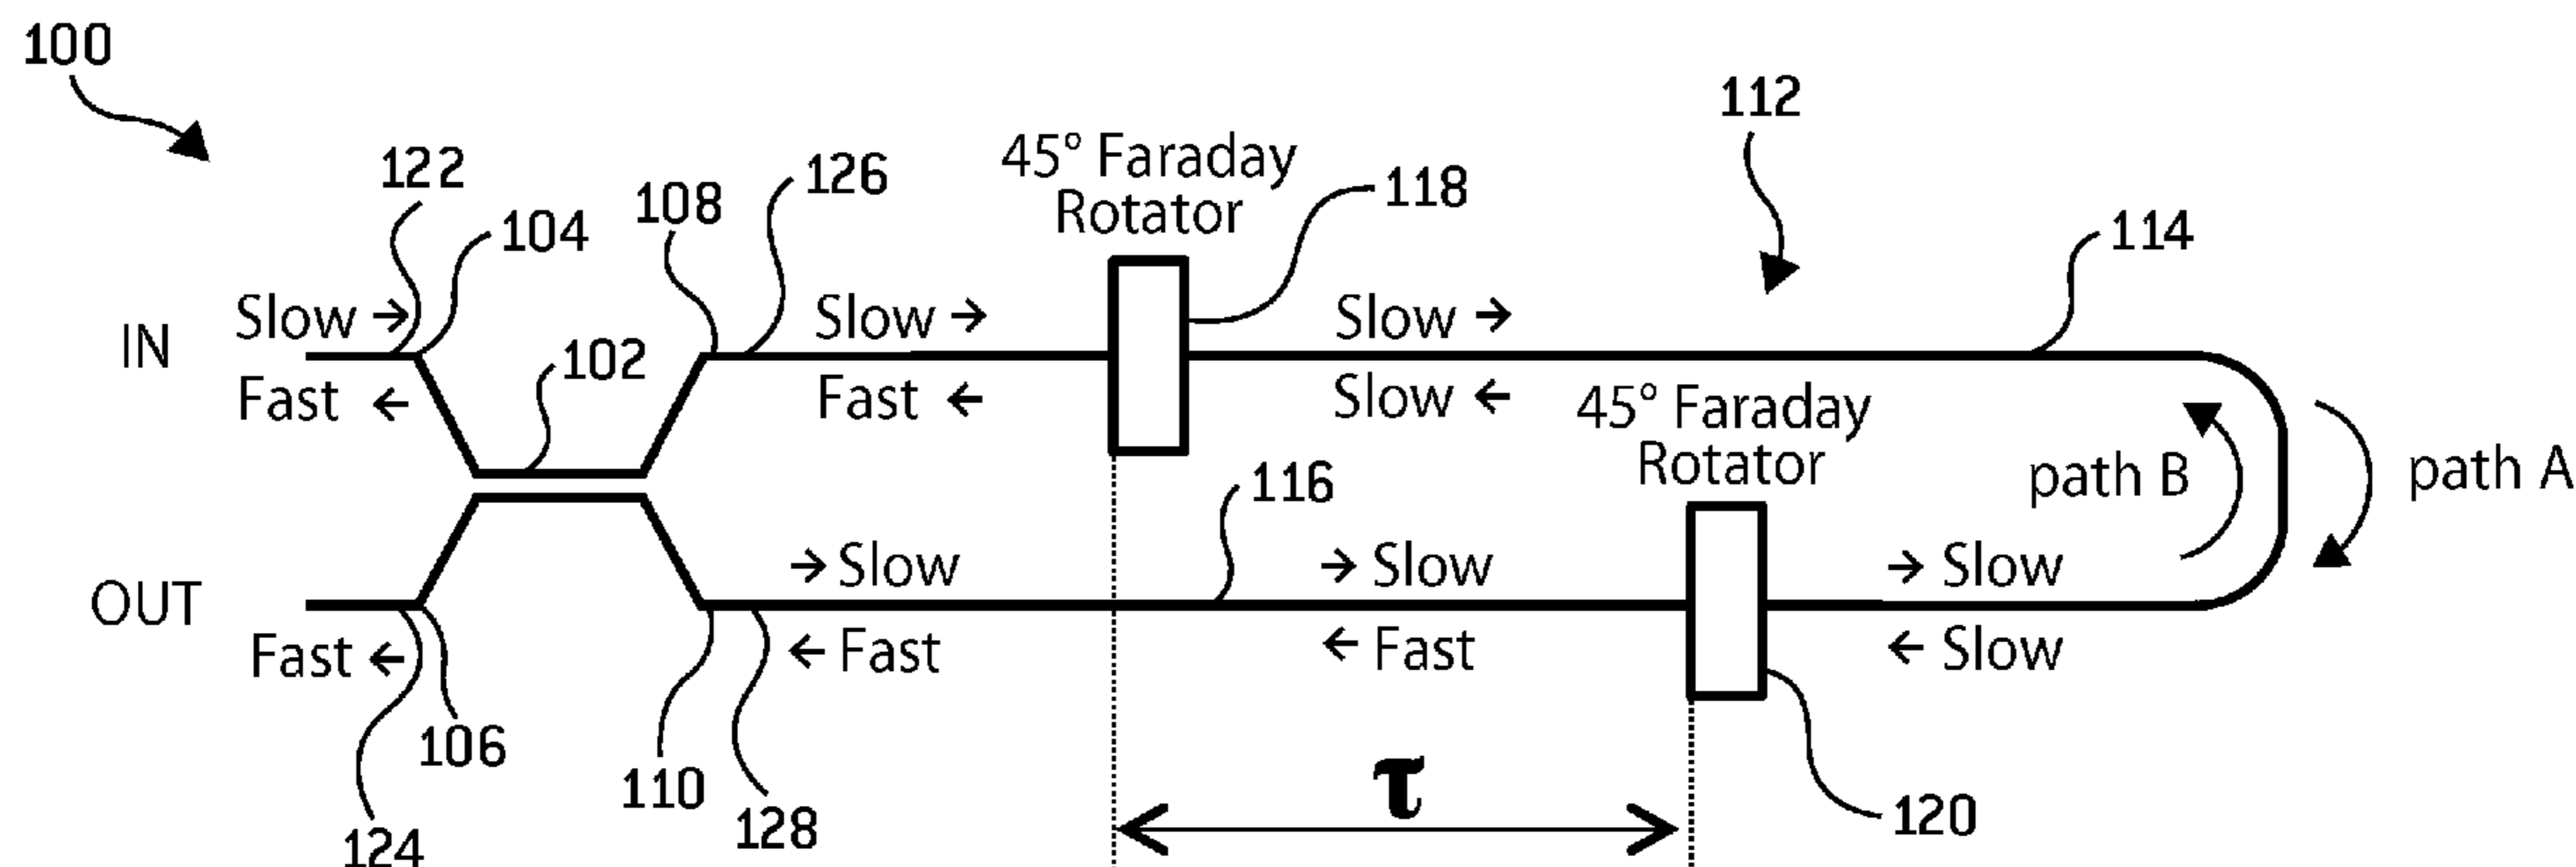 100
112
45° Faraday
Rotator
122
126
118
108
104
114
IN
Slow →
Slow →
Slow →
102
Fast ←
Fast ←
Slow ←
45° Faraday
Rotator
path B
path A
116
OUT
→ Slow
→ Slow
→ Slow
Fast ←
← Fast
← Fast
← Slow
106
110
128
τ
120
124